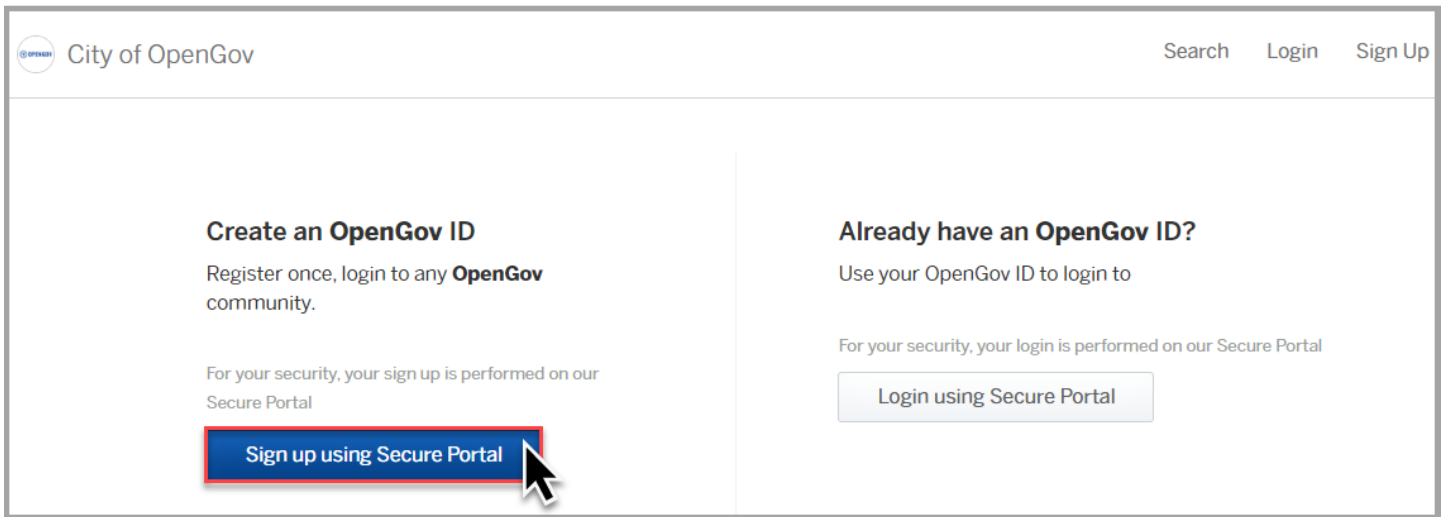 OPENGOV
City of OpenGov
Search Login Sign Up
Create an OpenGov ID
Register once, login to any OpenGov
community.
For your security, your sign up is performed on our
Secure Portal
Sign up using Secure Portal
Already have an OpenGov ID?
Use your OpenGov ID to login to
For your security, your login is performed on our Secure Portal
Login using Secure Portal